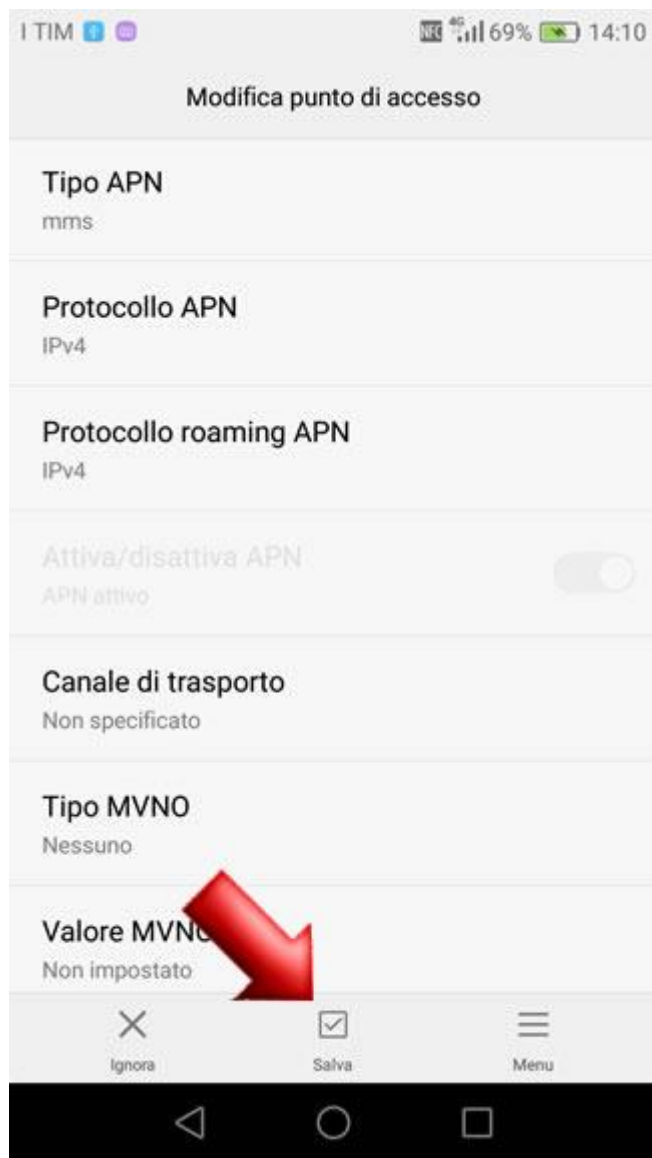 I TIM 69% 14:10
Modifica punto di accesso
Tipo APN
mms
Protocollo APN
IPv4
Protocollo roaming APN
IPv4
Attiva/disattiva APN
APN attivo
Canale di trasporto
Non specificato
Tipo MVNO
Nessuno
Valore MVNO
Non impostato
Ignora Salva Menu